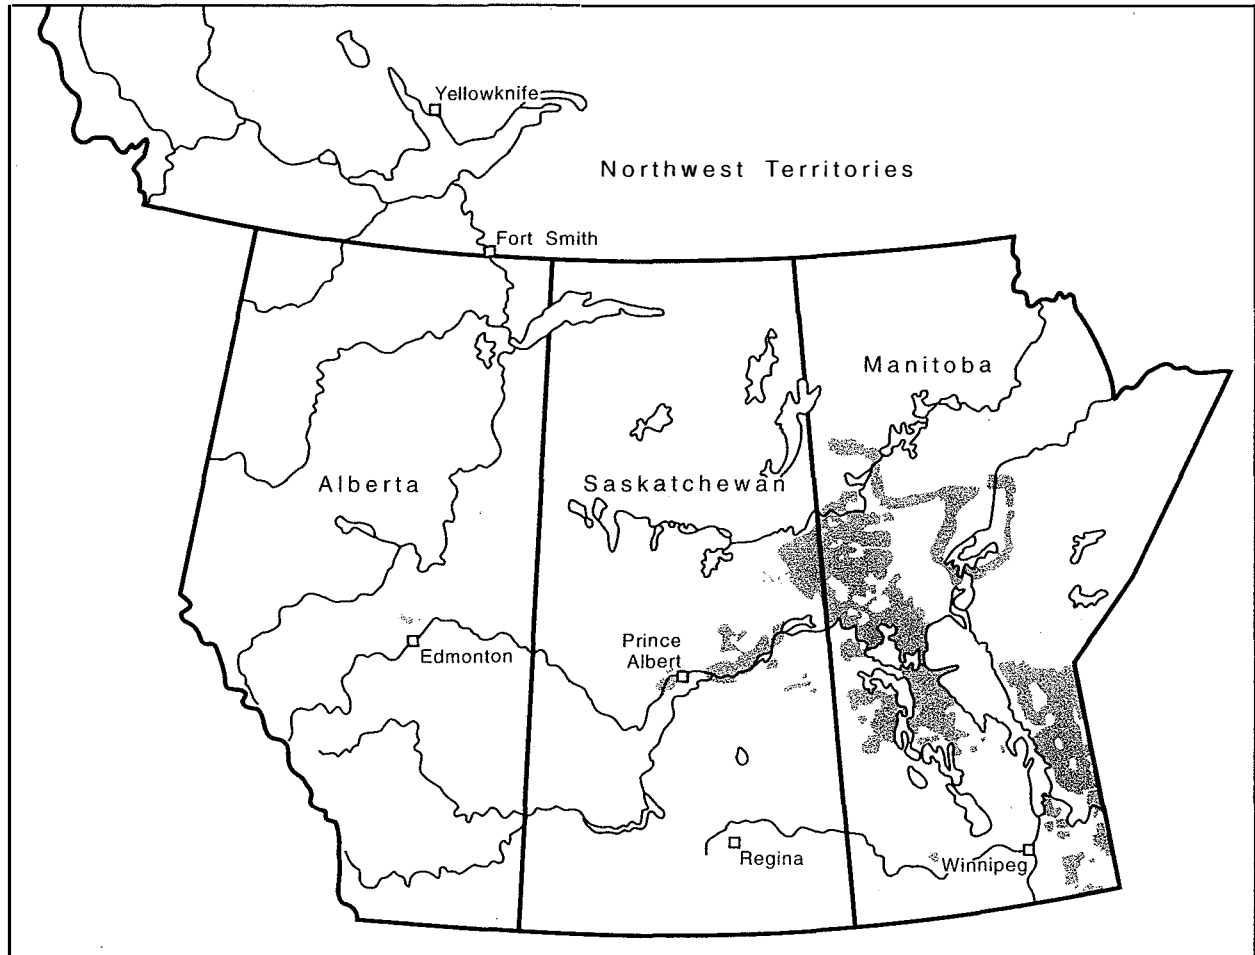 Yellowknife
Northwest Territories
Fort Smith
Manitoba
Alberta
Saskatchewan
Prince
Albert
Edmonton
Regina
Winnipeg